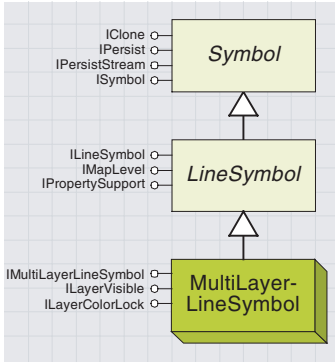 IClone
IPersist
IPersistStream
ISymbol
Symbol
ILineSymbol
IMapLevel
IPropertySupport
LineSymbol
IMultiLayerLineSymbol
ILayerVisible
ILayerColorLock
MultiLayer-
LineSymbol